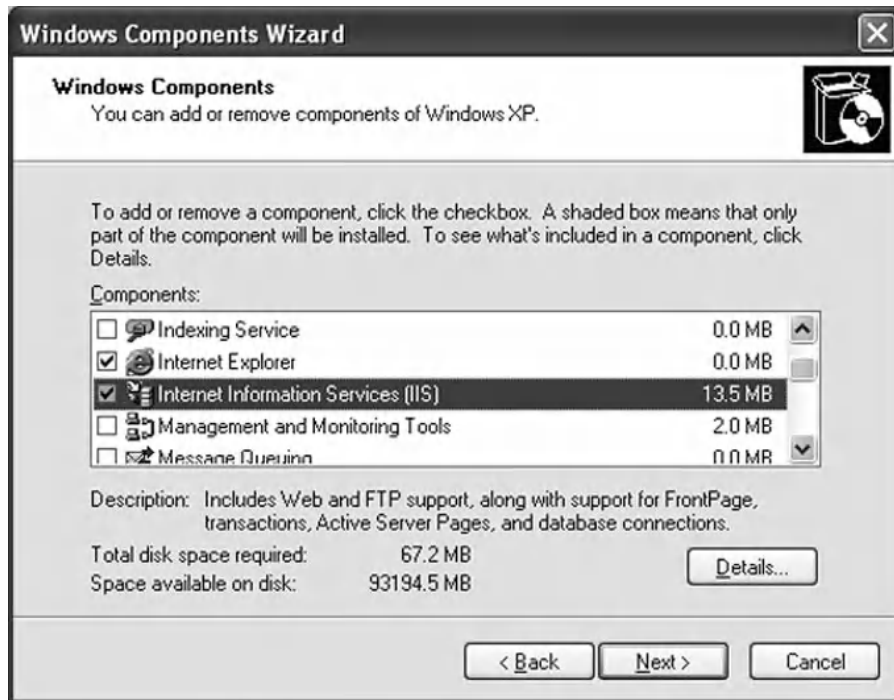 Windows Components Wizard
Windows Components
You can add or remove components of Windows XP.
To add or remove a component, click the checkbox. A shaded box means that only
part of the component will be installed. To see what's included in a component, click
Details.
Components:
Indexing Service 0.0 MB
Internet Explorer 0.0 MB
Internet Information Services (IIS) 13.5 MB
Management and Monitoring Tools 2.0 MB
Message Queuing 0.0 MB
Description: Includes Web and FTP support, along with support for FrontPage,
transactions, Active Server Pages, and database connections.
Total disk space required: 67.2 MB
Space available on disk: 93194.5 MB
Details...
< Back Next > Cancel